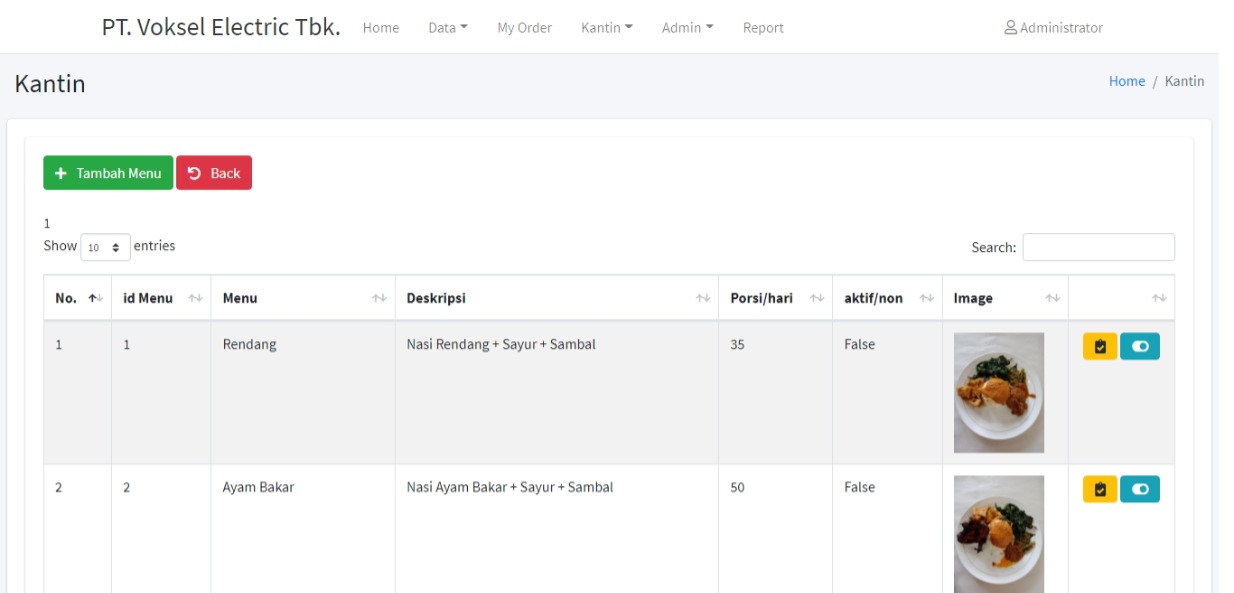 PT. Voksel Electric Tbk. Home Data My Order Kantin Admin Report Administrator
Kantin Home / Kantin
Tambah Menu Back
1
Show 10 entries Search:
No. id Menu Menu Deskripsi Porsi/hari aktif/non Image
1 1 Rendang Nasi Rendang + Sayur + Sambal 35 False
2 2 Ayam Bakar Nasi Ayam Bakar + Sayur + Sambal 50 False